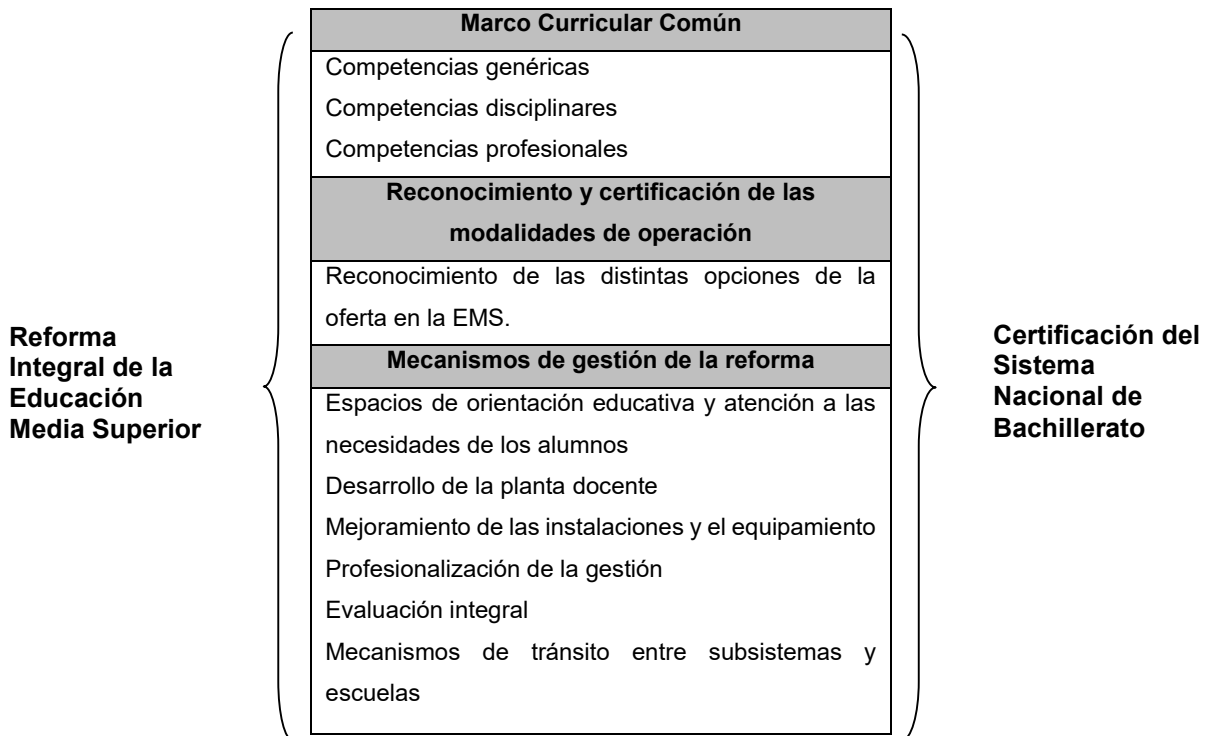 Marco Curricular Común
Competencias genéricas
Competencias disciplinares
Competencias profesionales
Reconocimiento y certificación de las
modalidades de operación
Reconocimiento de las distintas opciones de la
oferta en la EMS.
Mecanismos de gestión de la reforma
Espacios de orientación educativa y atención a las
necesidades de los alumnos
Desarrollo de la planta docente
Mejoramiento de las instalaciones y el equipamiento
Profesionalización de la gestión
Evaluación integral
Mecanismos de tránsito entre subsistemas y
escuelas
Reforma
Integral de la
Educación
Media Superior
Certificación del
Sistema
Nacional de
Bachillerato